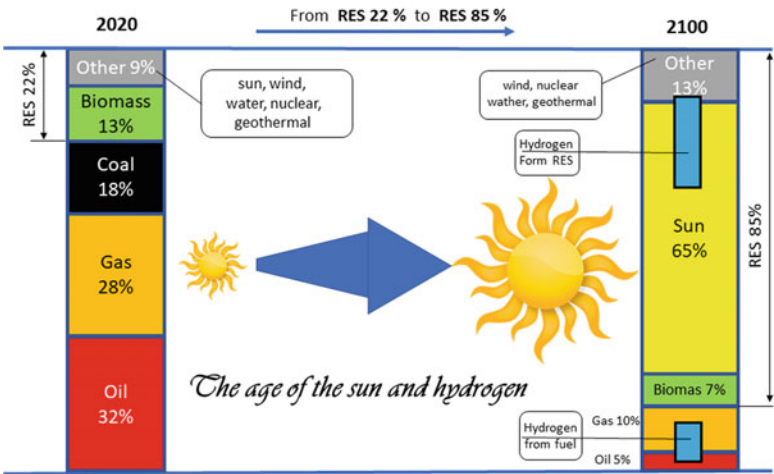 2020
From RES 22 % to RES 85 %
2100
RES 22%
Other 9%
Biomass
13%
Coal
18%
Gas
28%
Oil
32%
sun, wind,
water, nuclear,
geothermal
wind, nuclear
wather, geothermal
Hydrogen
Form RES
The age of the sun and hydrogen
Hydrogen
from fuel
Other
13%
Sun
65%
Biomas 7%
Gas 10%
Oil 5%
RES 85%